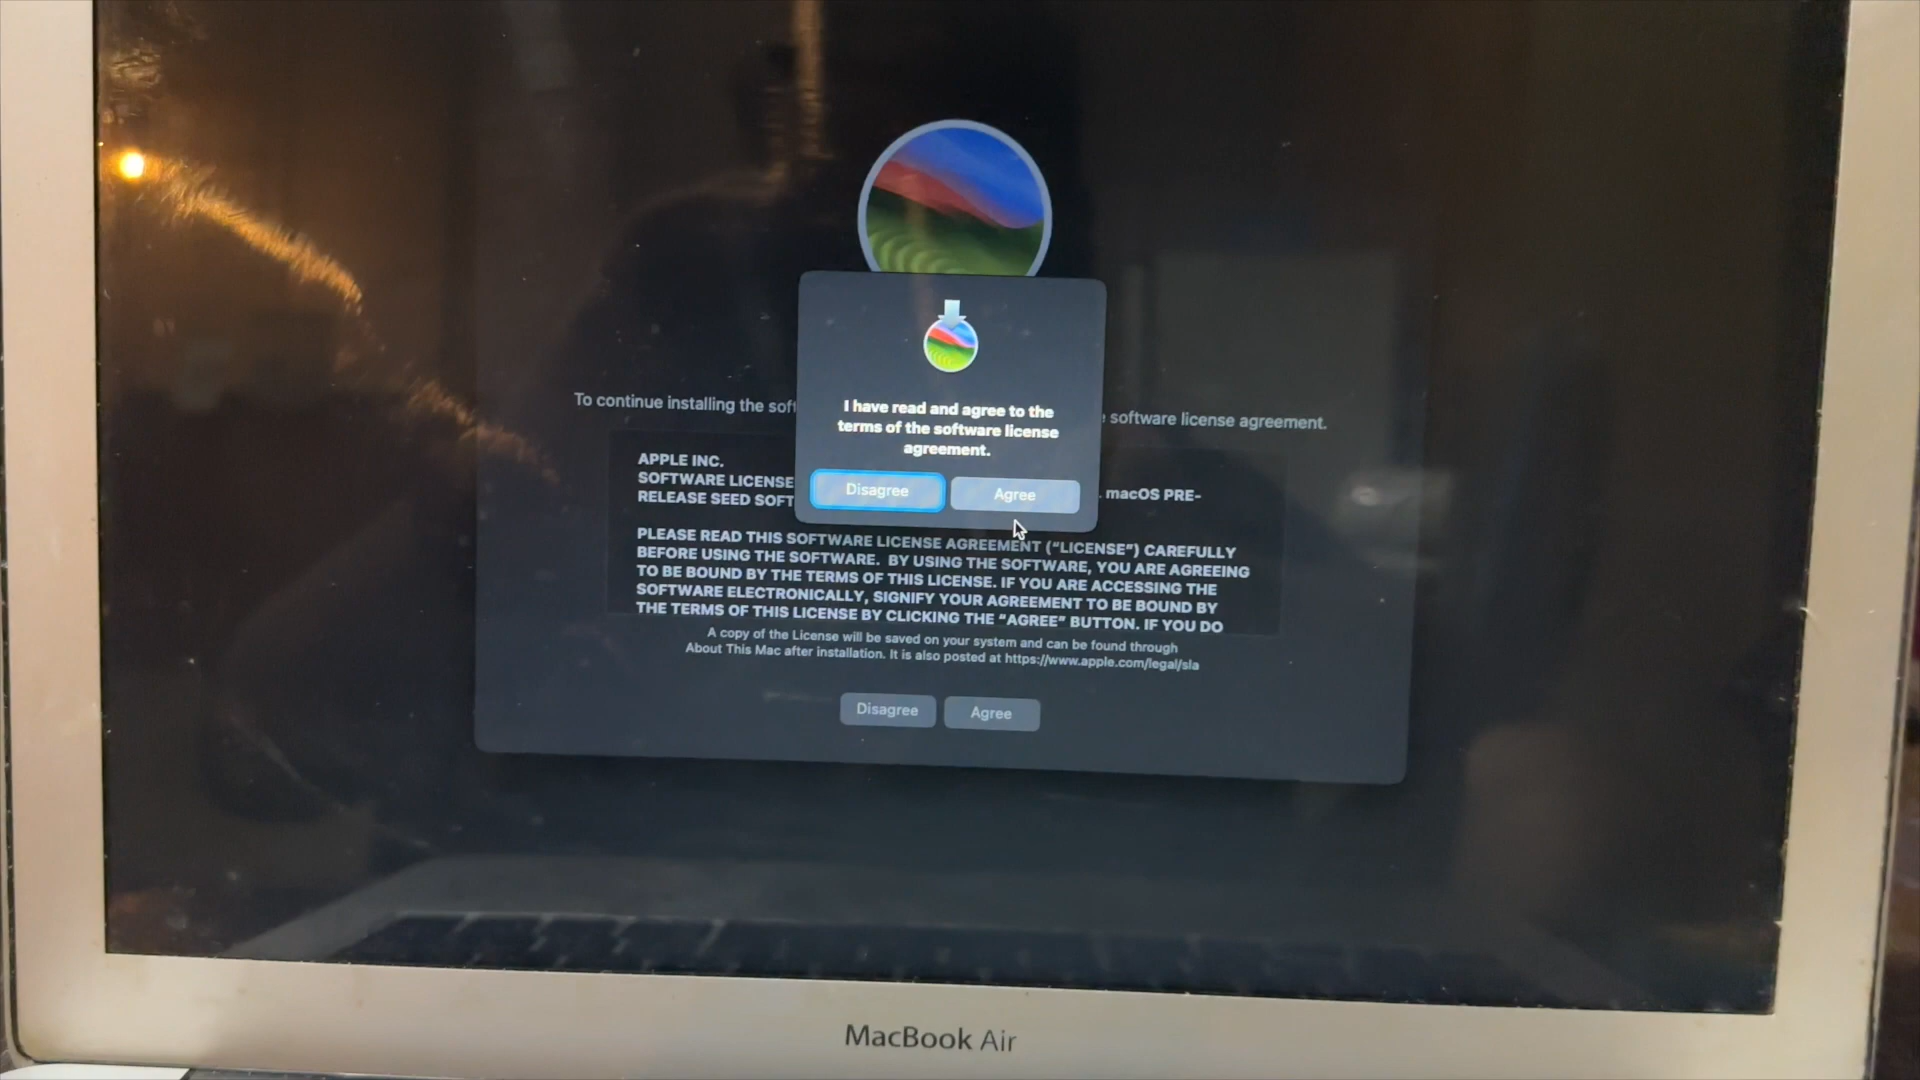 I have read and agree to the
terms of the software license
agreement.
Disagree Agree
To continue installing the sof
software license agreement.
APPLE INC.
SOFTWARE LICENSE
RELEASE SEED SOFT
. macOS PRE-
PLEASE READ THIS SOFTWARE LICENSE AGREEMENT (“LICENSE”) CAREFULLY
BEFORE USING THE SOFTWARE. BY USING THE SOFTWARE, YOU ARE AGREEING
TO BE BOUND BY THE TERMS OF THIS LICENSE. IF YOU ARE ACCESSING THE
SOFTWARE ELECTRONICALLY, SIGNIFY YOUR AGREEMENT TO BE BOUND BY
THE TERMS OF THIS LICENSE BY CLICKING THE “AGREE” BUTTON. IF YOU DO
A copy of the License will be saved on your system and can be found through
About This Mac after installation. It is also posted at https://www.apple.com/legal/sla
Disagree Agree
MacBook Air